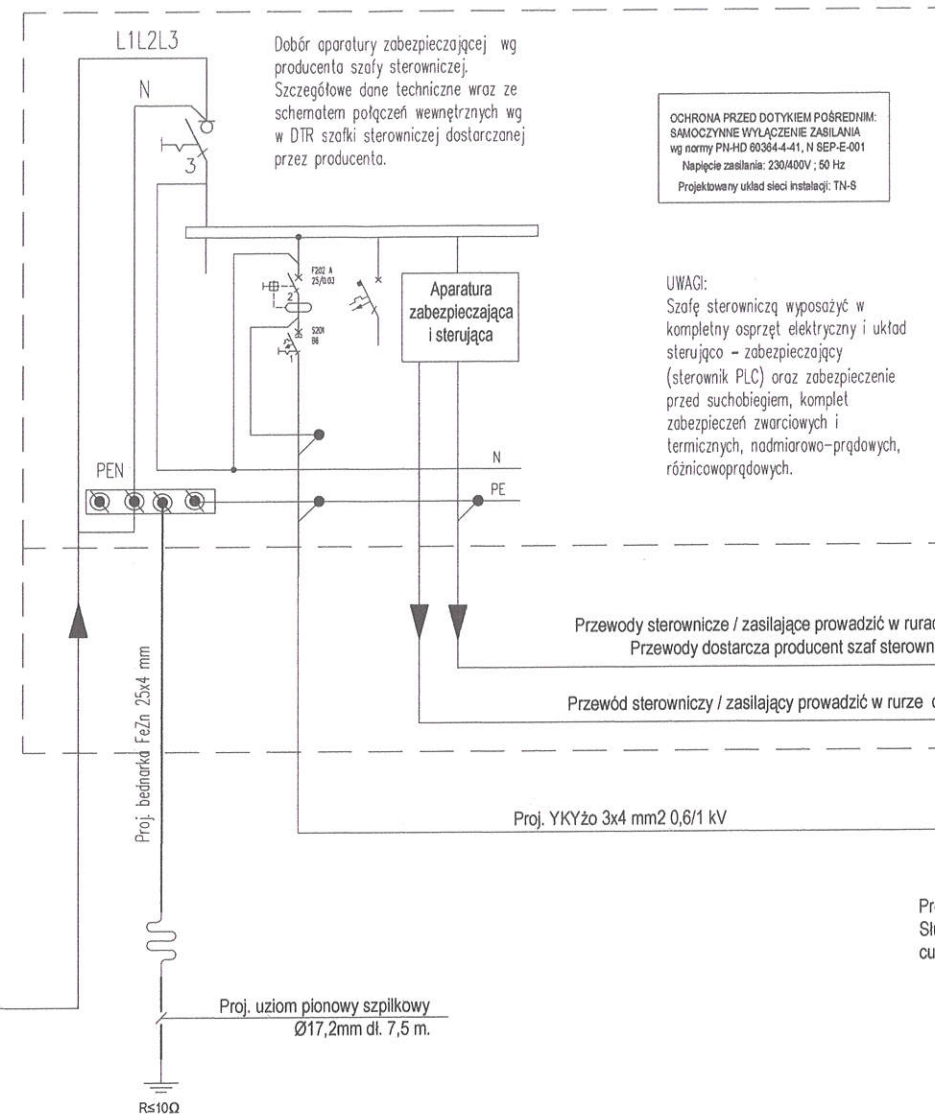 L1L2L3
N
3
Dobór aparatury zabezpieczającej wg
producenta szafy sterowniczej.
Szczegółowe dane techniczne wraz ze
schematem połączeń wewnętrznych wg
w DTR szafki sterowniczej dostarczanej
przez producenta.
OCHRONA PRZED DOTYKIEM POŚREDNIM:
SAMOCZYNNE WYŁĄCZENIE ZASILANIA
wg normy PN-HD 60364-4-41, N SEP-E-001
Napięcie zasilania: 230/400V ; 50 Hz
Projektowany układ sieci instalacji: TN-S
F202 A
25/0.03
2
S201
B6
1
Aparatura
zabezpieczająca
i sterująca
UWAGI:
Szafę sterowniczą wyposażyć w
kompletny osprzęt elektryczny i układ
sterująco - zabezpieczający
(sterownik PLC) oraz zabezpieczenie
przed suchobiegiem, komplet
zabezpieczeń zwarciowych i
termicznych, nadmiarowo-prądowych,
różnicowoprądowych.
N
PEN
PE
Przewody sterownicze / zasilające prowadzić w rurac
Przewody dostarcza producent szaf sterown
Przewód sterowniczy / zasilający prowadzić w rurze
Proj. bednarka FeZn 25x4 mm
Proj. YKYżo 3x4 mm2 0,6/1 kV
Pr
Słu
cu
Proj. uziom pionowy szpilkowy
Ø17,2mm dł. 7,5 m.
R≤10Ω